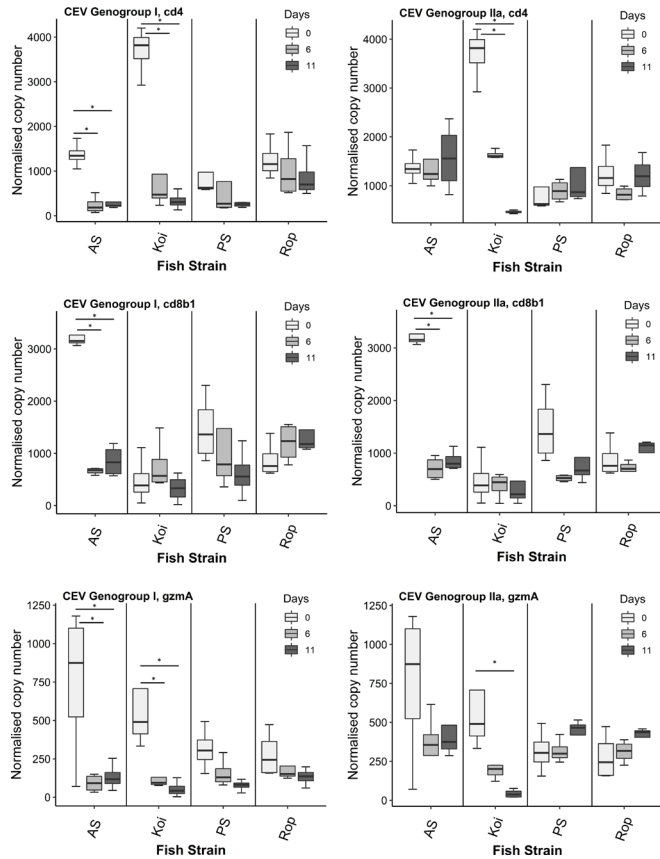 CEV Genogroup I, cd4
Days
0
6
11
Normalised copy number
4000
3000
2000
1000
0
*
*
*
*
AS
Koi
PS
Rop
Fish Strain
CEV Genogroup IIa, cd4
Days
0
6
11
Normalised copy number
4000
3000
2000
1000
*
*
AS
Koi
PS
Rop
Fish Strain
CEV Genogroup I, cd8b1
Days
0
6
11
Normalised copy number
3000
2000
1000
0
*
*
AS
Koi
PS
Rop
Fish Strain
CEV Genogroup IIa, cd8b1
Days
0
6
11
Normalised copy number
3000
2000
1000
0
*
*
AS
Koi
PS
Rop
Fish Strain
CEV Genogroup I, gzmA
Days
0
6
11
Normalised copy number
1250
1000
750
500
250
0
*
*
*
*
AS
Koi
PS
Rop
Fish Strain
CEV Genogroup IIa, gzmA
Days
0
6
11
Normalised copy number
1250
1000
750
500
250
0
*
AS
Koi
PS
Rop
Fish Strain